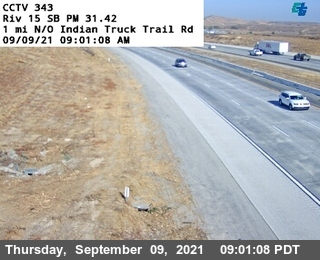 CCTV 343
Riv 15 SB PM 31.42
1 mi N/O Indian Truck Trail Rd
09/09/21 09:01:08 AM
Thursday, September 09, 2021 09:01:08 PDT